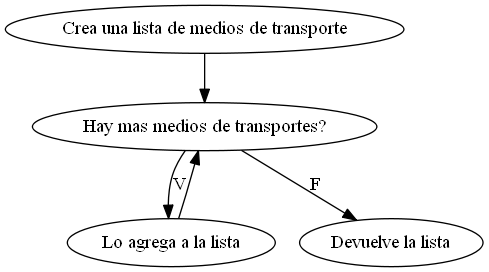 Crea una lista de medios de transporte
Hay mas medios de transportes?
V
F
Lo agrega a la lista
Devuelve la lista